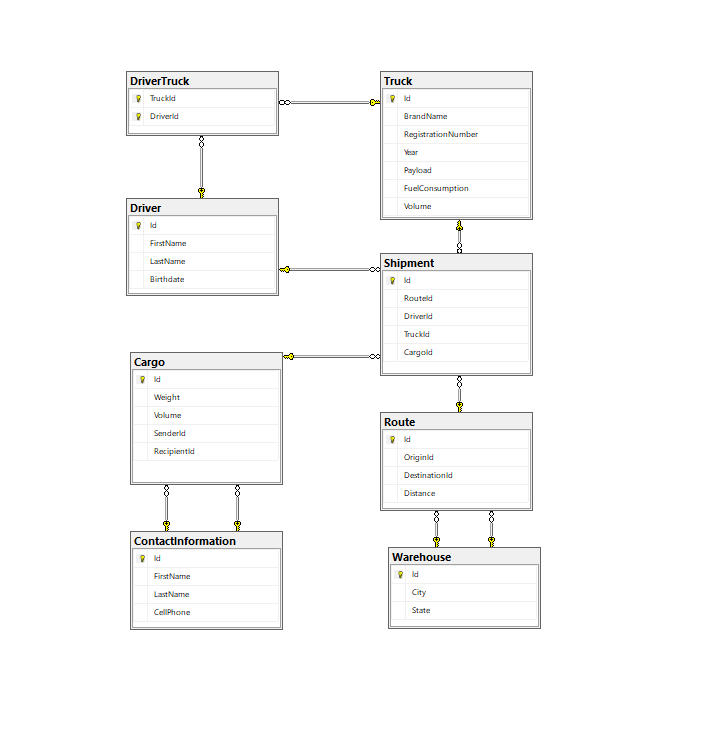 DriverTruck
TruckId
DriverId
Truck
Id
BrandName
RegistrationNumber
Year
Payload
FuelConsumption
Volume
Driver
Id
FirstName
LastName
Birthdate
Shipment
Id
RouteId
DriverId
TruckId
CargoId
Cargo
Id
Weight
Volume
SenderId
RecipientId
Route
Id
OriginId
DestinationId
Distance
ContactInformation
Id
FirstName
LastName
CellPhone
Warehouse
Id
City
State